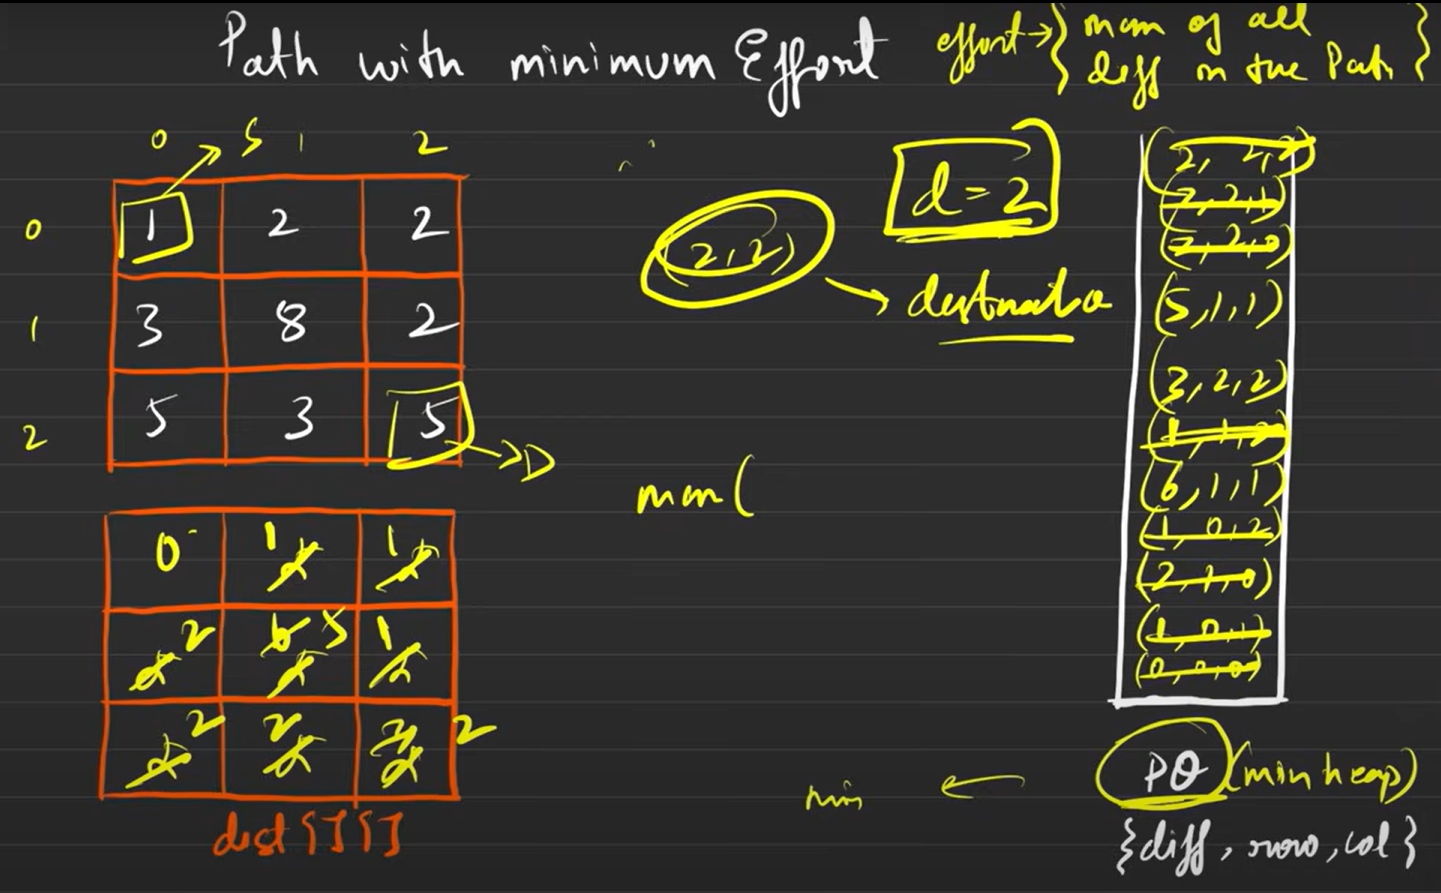 Path with minimum Effort
effort → { max of all
diff in the Path }
0 S 1 2
0 1 2 2
1 3 8 2
2 5 3 5
D
(2,2)
d = 2
destinatio
max(
0 1 1
2 6 5 1
2 2 3 2
dist[][]
(2, 2, 2)
(2, 2, 1)
(2, 2, 0)
(5, 1, 1)
(3, 2, 2)
(1, 1, 2)
(6, 1, 1)
(1, 0, 2)
(2, 1, 0)
(1, 0, 1)
(0, 0, 0)
min ← PQ (min heap)
{diff, row, col}